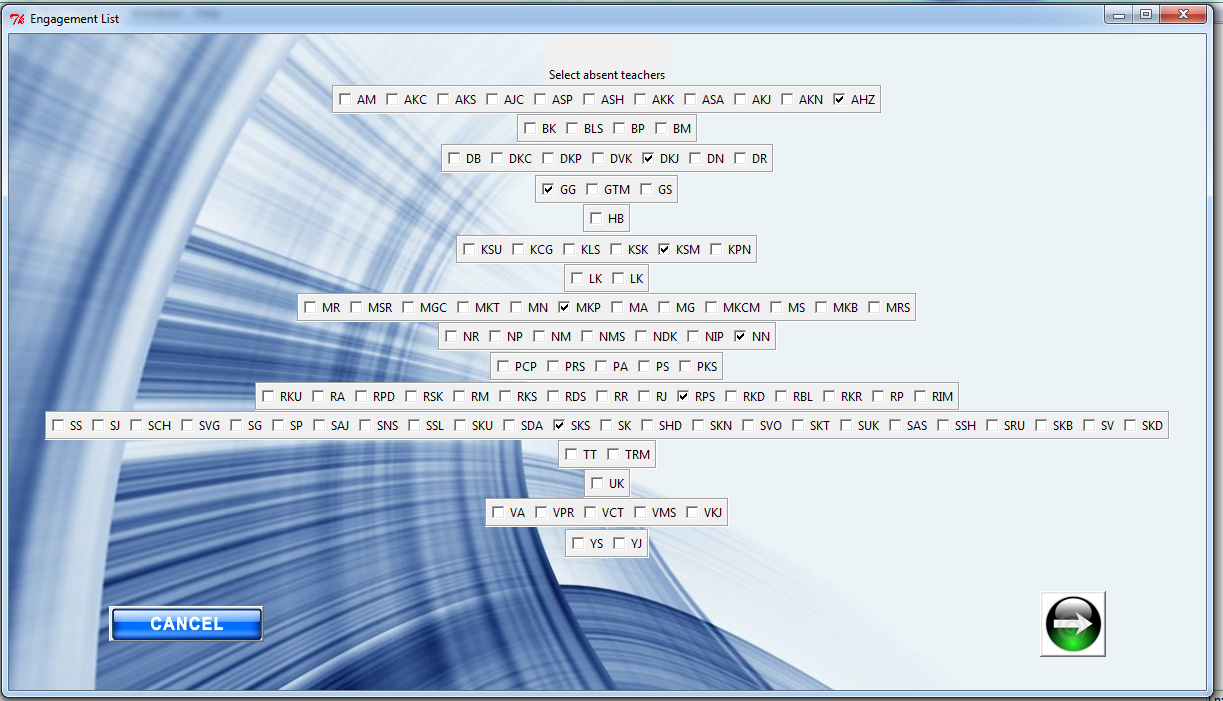 Engagement List
Select absent teachers
AM AKC AKS AJC ASP ASH AKK ASA AKJ AKN AHZ
BK BLS BP BM
DB DKC DKP DVK DKJ DN DR
GG GTM GS
HB
KSU KCG KLS KSK KSM KPN
LK LK
MR MSR MGC MKT MN MKP MA MG MKCM MS MKB MRS
NR NP NM NMS NDK NIP NN
PCP PRS PA PS PKS
RKU RA RPD RSK RM RKS RDS RR RJ RPS RKD RBL RKR RP RIM
SS SJ SCH SVG SG SP SAJ SNS SSL SKU SDA SKS SK SHD SKN SVO SKT SUK SAS SSH SRU SKB SV SKD
TT TRM
UK
VA VPR VCT VMS VKJ
YS YJ
CANCEL